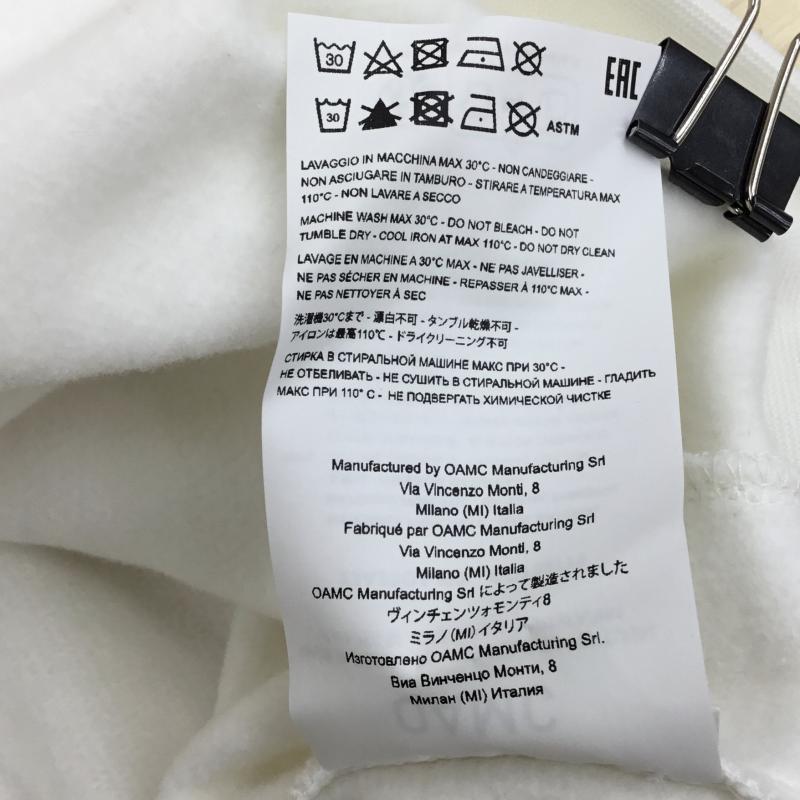 30
EAC
30
ASTM
LAVAGGIO IN MACCHINA MAX 30°C - NON CANDEGGIARE -
NON ASCIUGARE IN TAMBURO - STIRARE A TEMPERATURA MAX
110°C - NON LAVARE A SECCO
MACHINE WASH MAX 30°C - DO NOT BLEACH - DO NOT
TUMBLE DRY - COOL IRON AT MAX 110°C - DO NOT DRY CLEAN
LAVAGE EN MACHINE A 30°C MAX - NE PAS JAVELLISER -
NE PAS SÉCHER EN MACHINE - REPASSER À 110°C MAX -
NE PAS NETTOYER À SEC
洗濯機30°Cまで - 漂白不可 - タンブル乾燥不可 -
アイロンは最高110℃ - ドライクリーニング不可
СТИРКА В СТИРАЛЬНОЙ МАШИНЕ МАКС ПРИ 30°C -
НЕ ОТБЕЛИВАТЬ - НЕ СУШИТЬ В СТИРАЛЬНОЙ МАШИНЕ - ГЛАДИТЬ
МАКС ПРИ 110° C - НЕ ПОДВЕРГАТЬ ХИМИЧЕСКОЙ ЧИСТКЕ
Manufactured by OAMC Manufacturing Srl
Via Vincenzo Monti, 8
Milano (MI) Italia
Fabriqué par OAMC Manufacturing Srl
Via Vincenzo Monti, 8
Milano (MI) Italia
OAMC Manufacturing Srl によって製造されました
ヴィンチェンツォモンティ8
ミラノ(MI)イタリア
Изготовлено OAMC Manufacturing Srl.
Виа Винченцо Монти, 8
Милан (MI) Италия